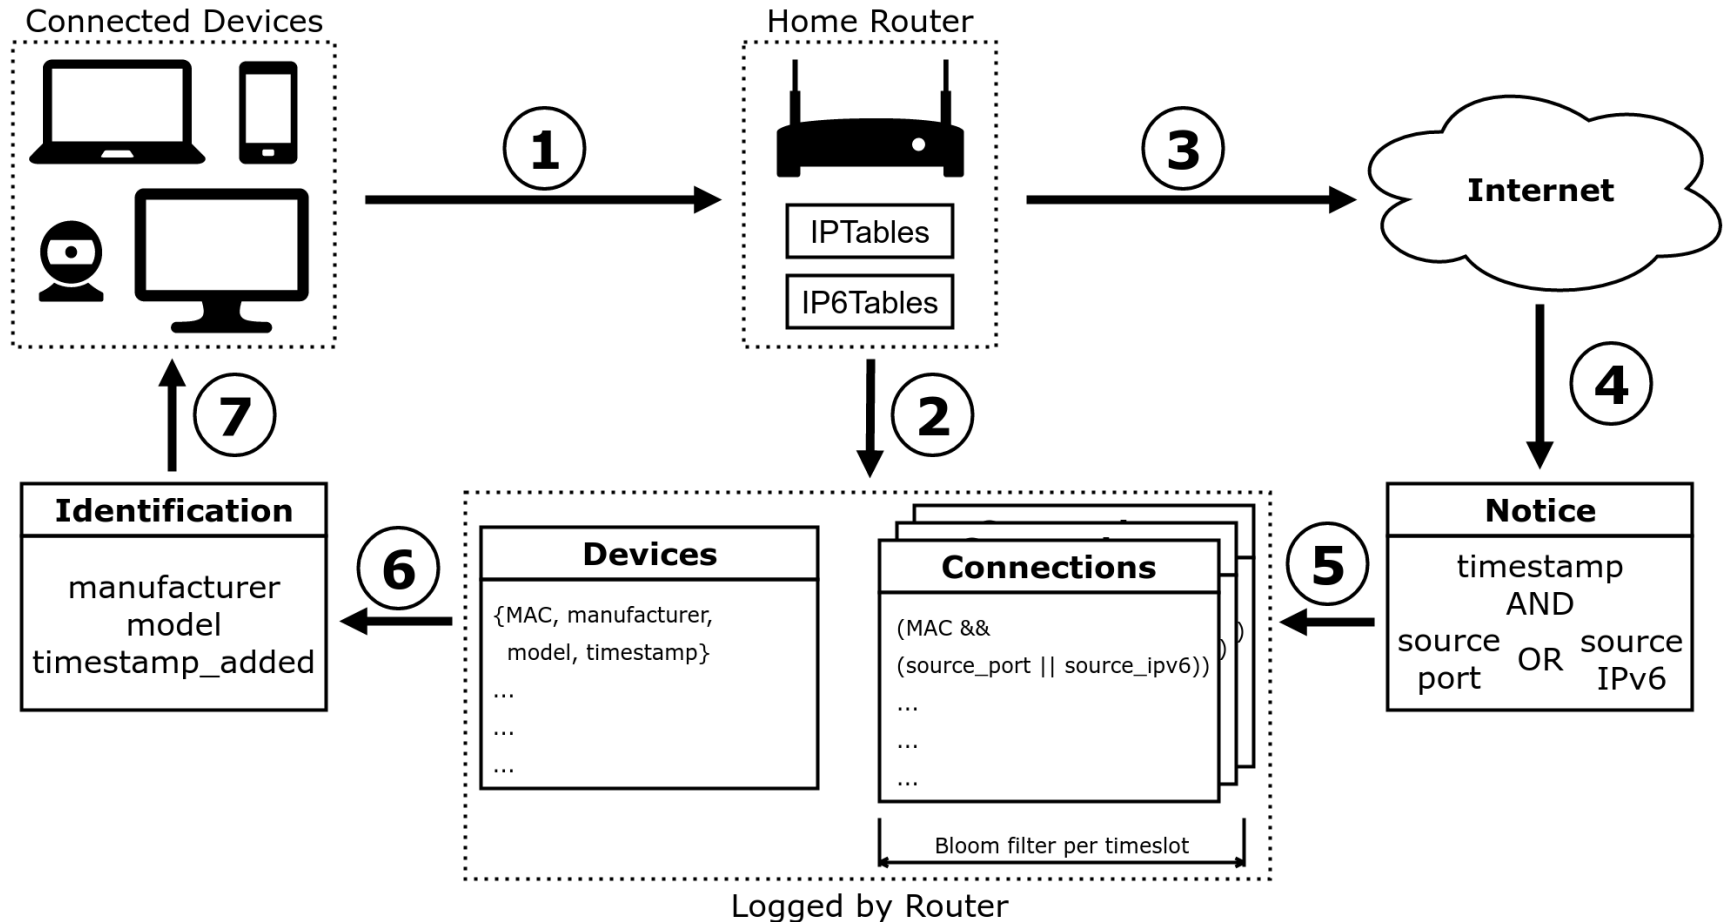 Connected Devices
Home Router
1
3
Internet
IPTables
IP6Tables
7
2
4
Identification
manufacturer
model
timestamp_added
6
Devices
{MAC, manufacturer,
model, timestamp}
...
...
...
Connections
(MAC &&
(source_port || source_ipv6))
...
...
...
)
)
Bloom filter per timeslot
Logged by Router
5
Notice
timestamp
AND
source port OR source IPv6